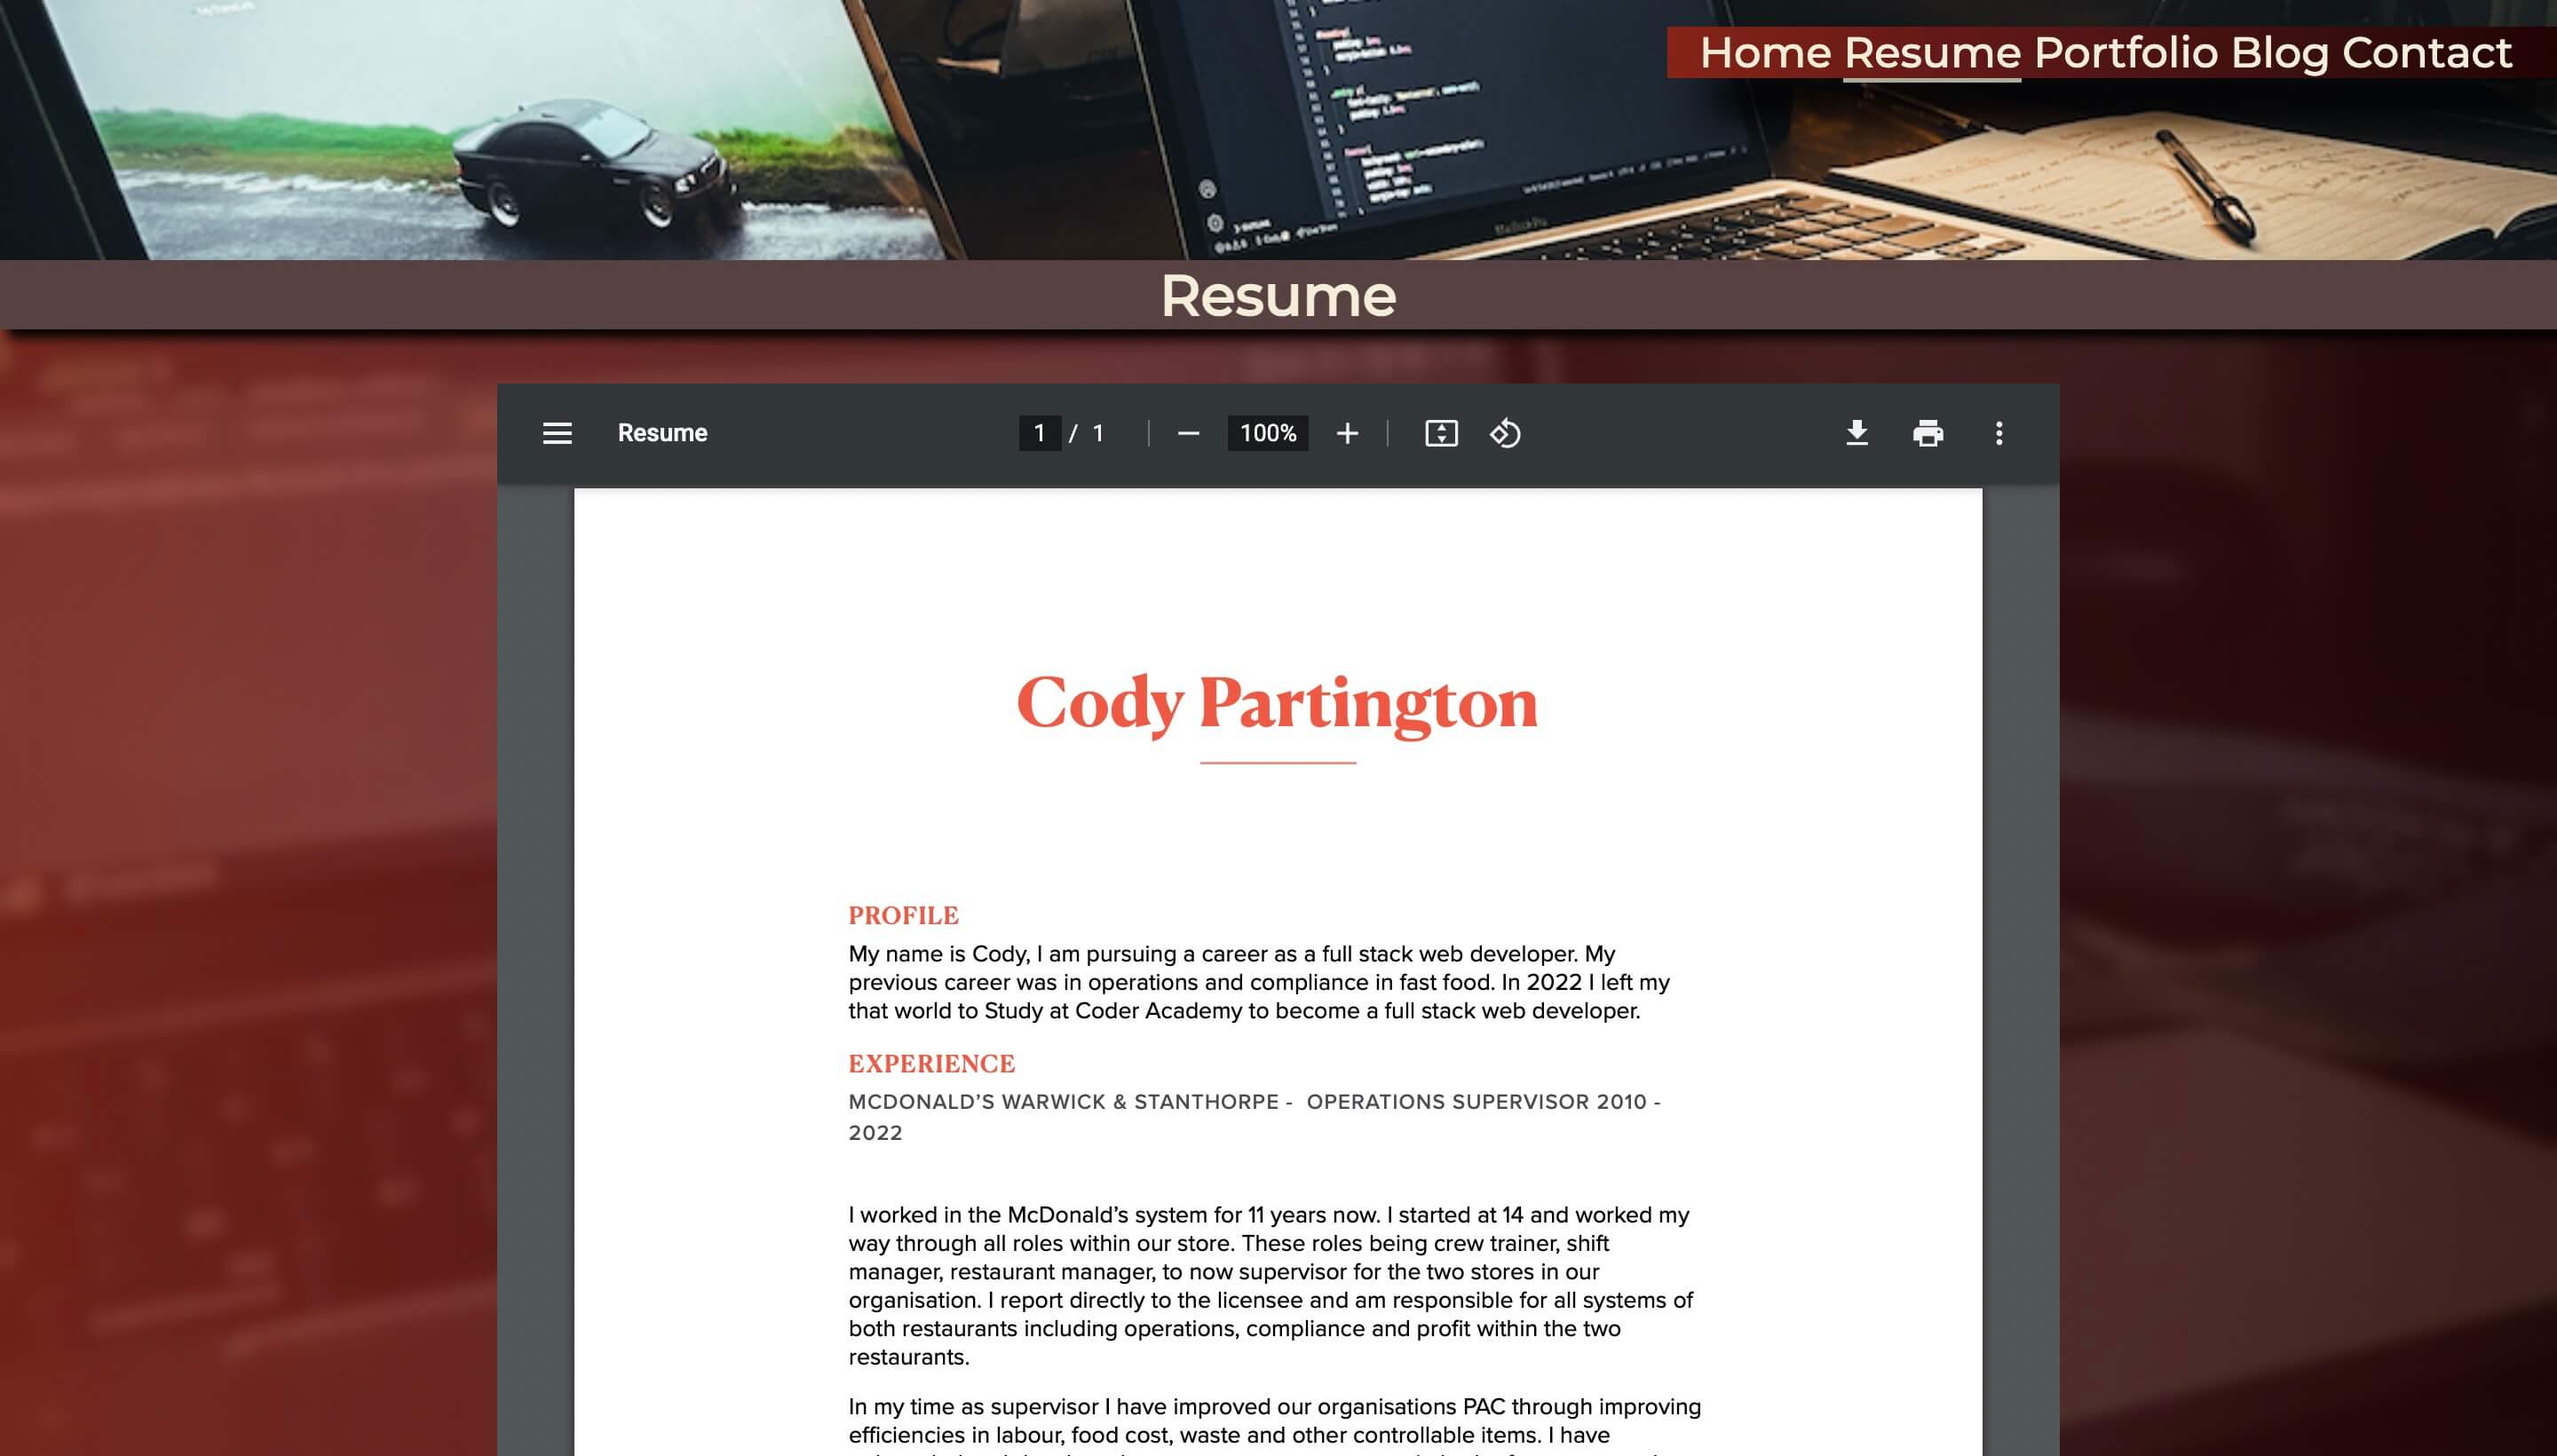 Home Resume Portfolio Blog Contact
Resume
Resume
1 / 1
100%
Cody Partington
PROFILE
My name is Cody, I am pursuing a career as a full stack web developer. My
previous career was in operations and compliance in fast food. In 2022 I left my
that world to Study at Coder Academy to become a full stack web developer.
EXPERIENCE
MCDONALD’S WARWICK & STANTHORPE - OPERATIONS SUPERVISOR 2010 -
2022
I worked in the McDonald’s system for 11 years now. I started at 14 and worked my
way through all roles within our store. These roles being crew trainer, shift
manager, restaurant manager, to now supervisor for the two stores in our
organisation. I report directly to the licensee and am responsible for all systems of
both restaurants including operations, compliance and profit within the two
restaurants.
In my time as supervisor I have improved our organisations PAC through improving
efficiencies in labour, food cost, waste and other controllable items. I have